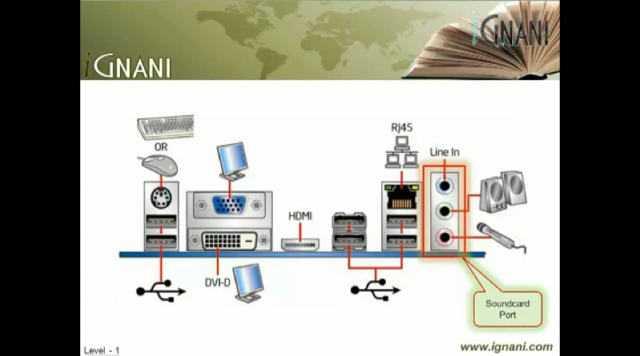 iGNANI
iGNANI
OR
RJ45
Line In
HDMI
DVI-D
Soundcard
Port
Level - 1
www.ignani.com